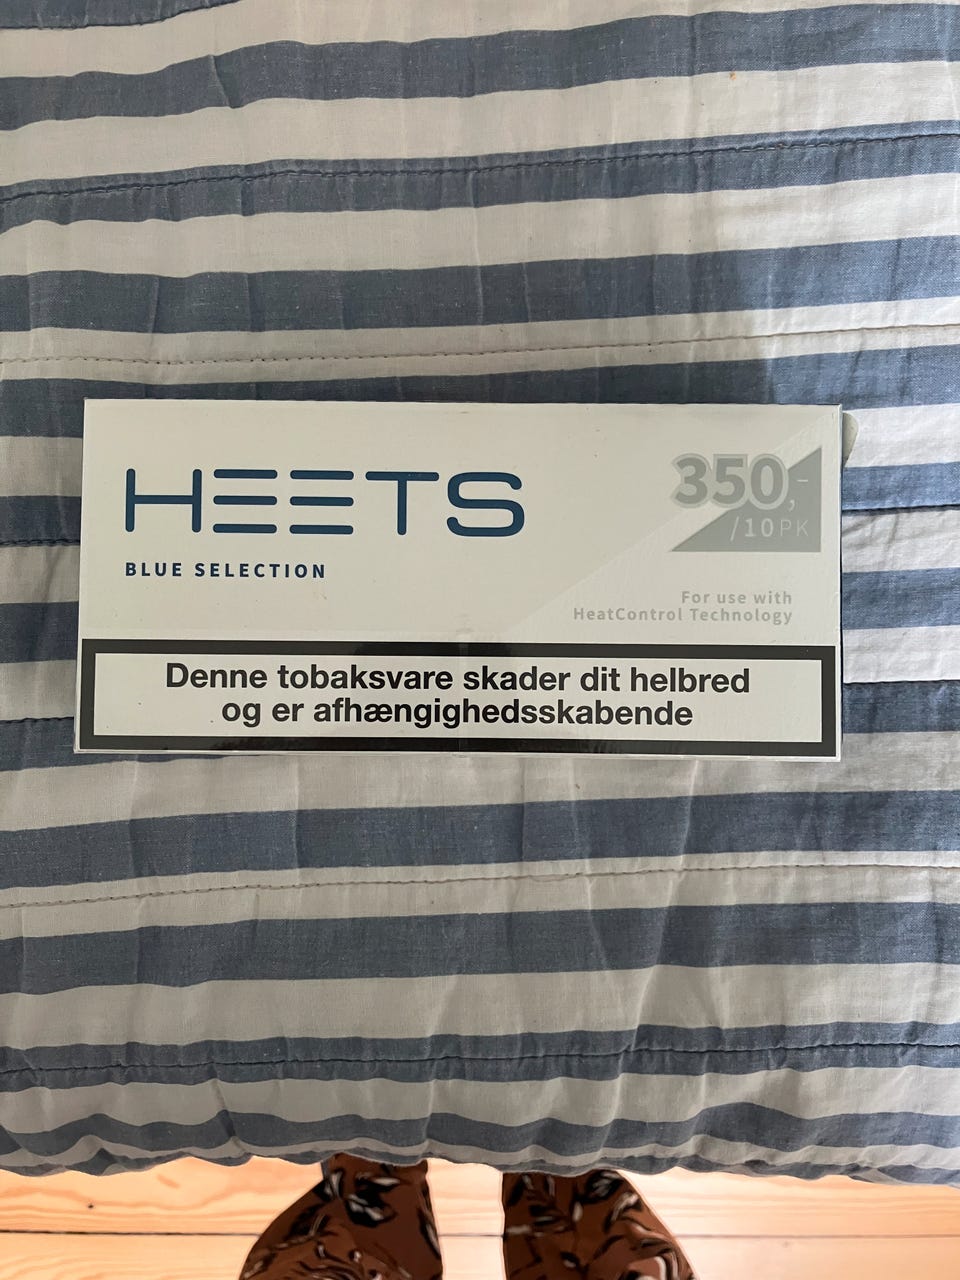 HEETS
BLUE SELECTION
350,-
/10PK
For use with
HeatControl Technology
Denne tobaksvare skader dit helbred
og er afhængighedsskabende